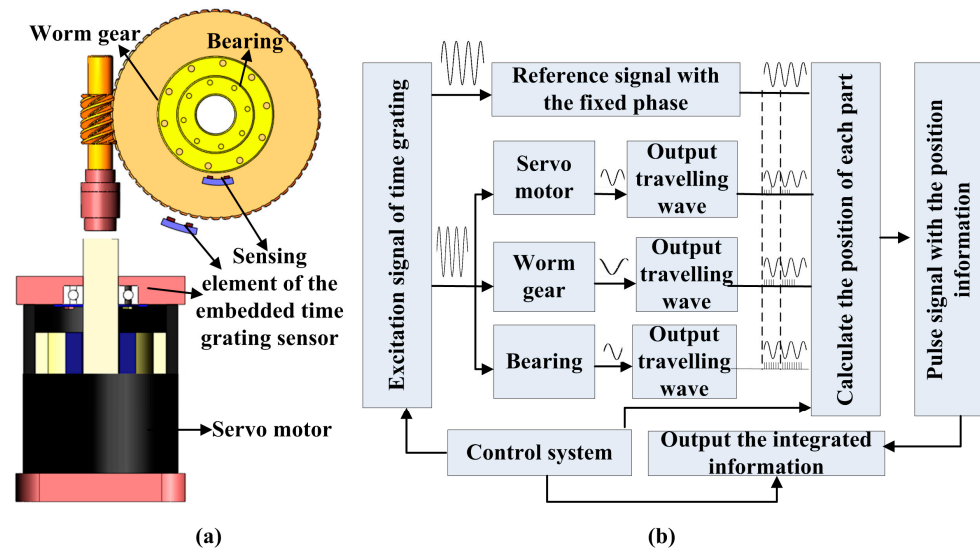 Worm gear
Bearing
Sensing
element of the
embedded time
grating sensor
Servo motor
(a)
Excitation signal of time grating
Reference signal with
the fixed phase
Servo
motor
Output
travelling
wave
Worm
gear
Output
travelling
wave
Bearing
Output
travelling
wave
Calculate the position of each part
Pulse signal with the position
information
Control system
Output the integrated
information
(b)